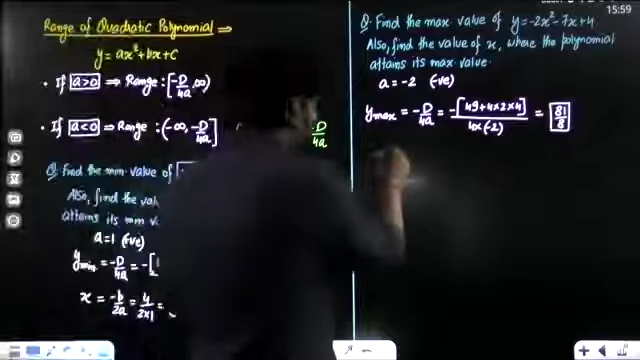 15:59
Range of Quadratic Polynomial ⇒
y = ax²+bx+c
• If a>0 ⇒ Range: [-D/4a, ∞)
• If a<0 ⇒ Range: (-∞, -D/4a]
-D/4a
Q. Find the min value of
Also, find the val
attains its min v
a=1 (+ve)
ymin = -D/4a = -[
x = -b/2a = 4/2×1 =
Q. Find the max value of y=-2x²-7x+4.
Also, find the value of x, where the polynomial
attains its max value.
a = -2 (-ve)
ymax = -D/4a = -[49+4×2×4]/4×(-2) = 81/8